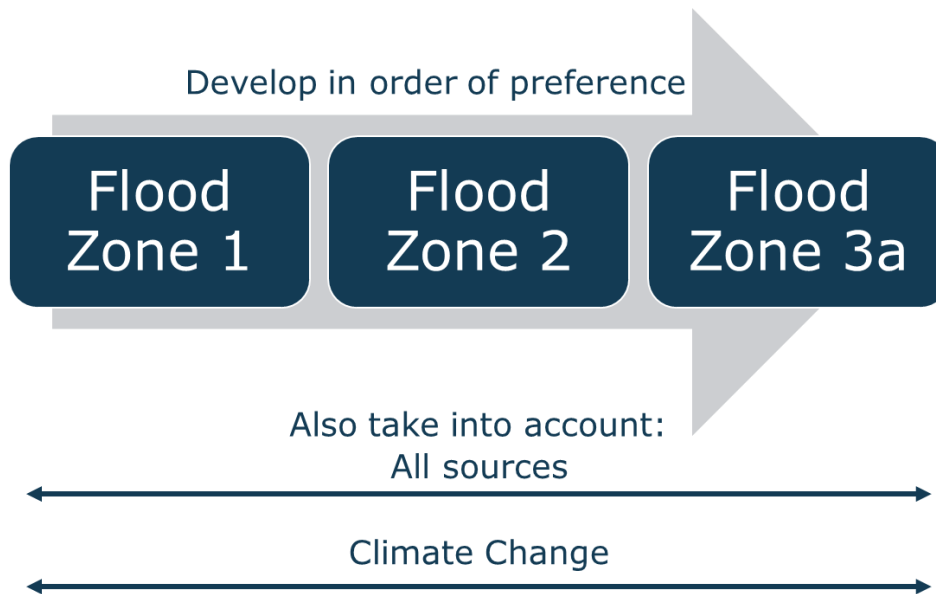 Develop in order of preference
Flood
Zone 1
Flood
Zone 2
Flood
Zone 3a
Also take into account:
All sources
Climate Change